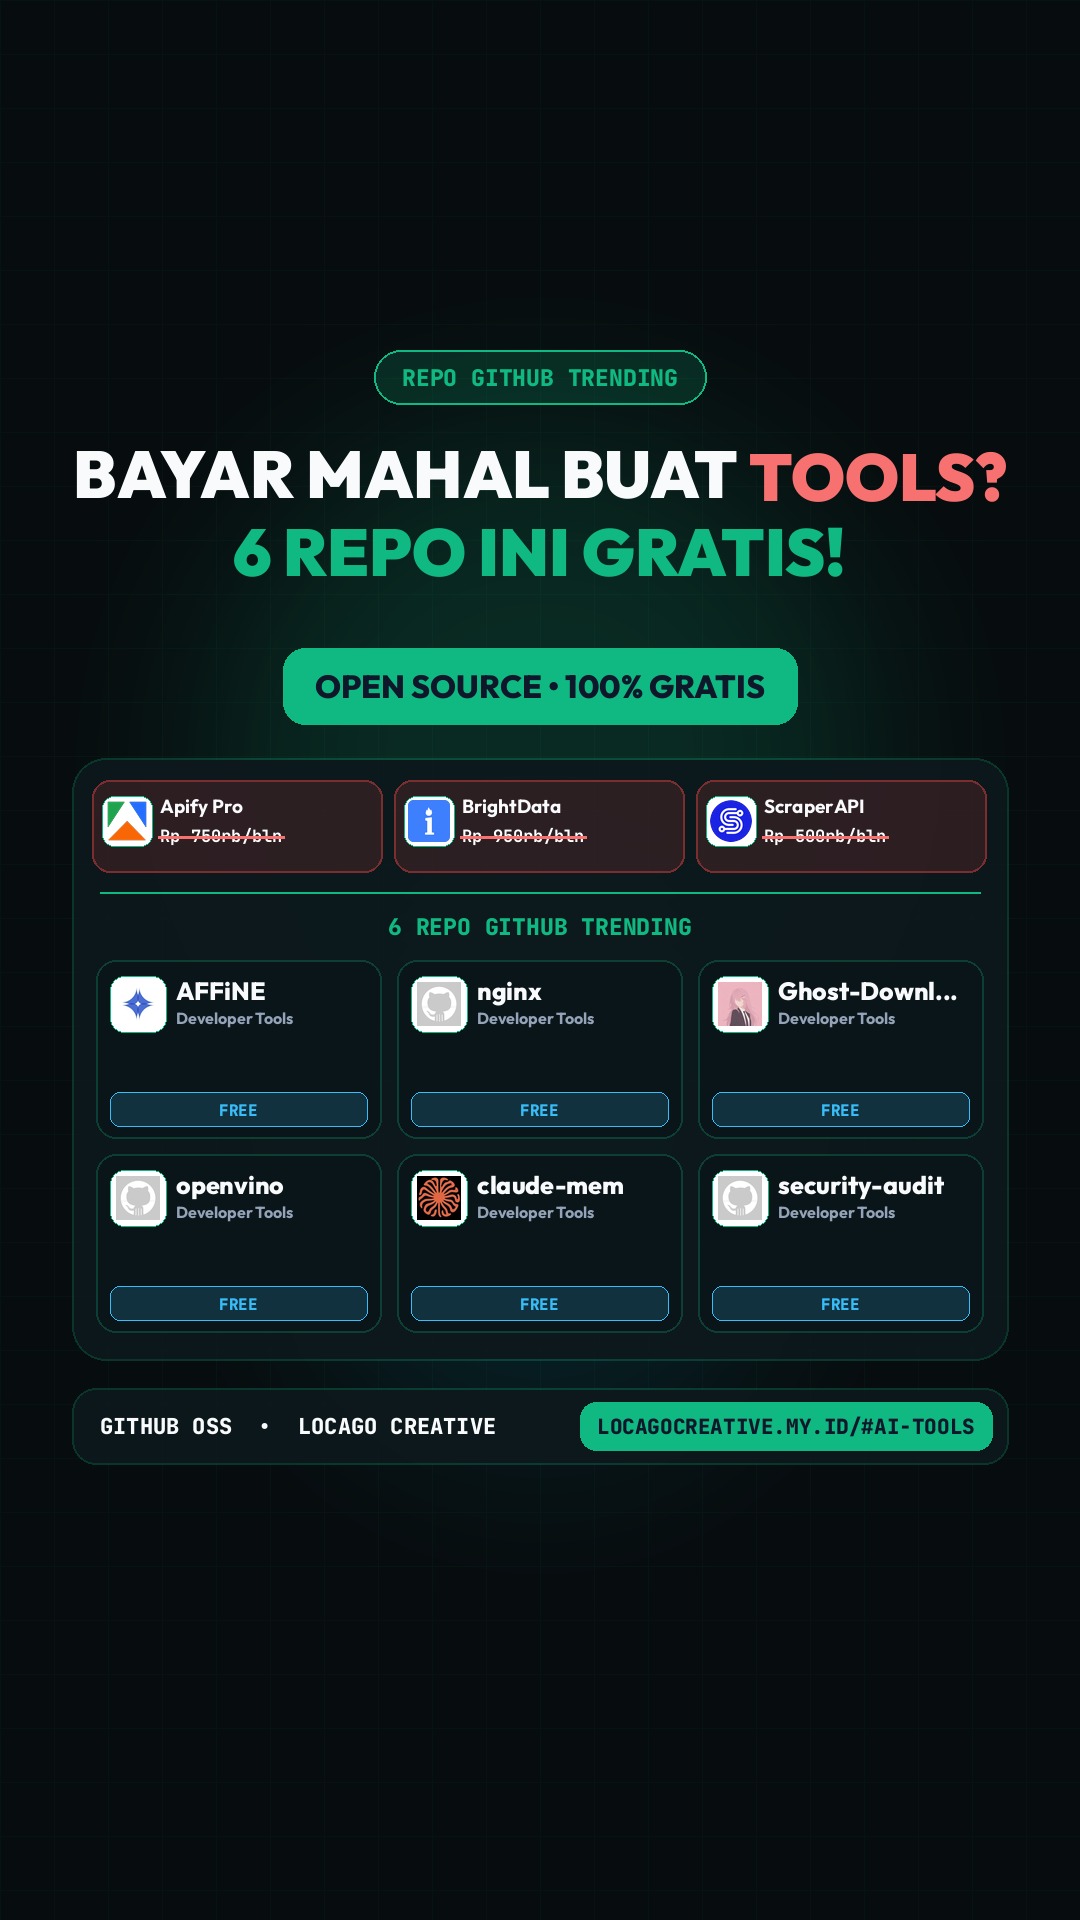 REPO GITHUB TRENDING
BAYAR MAHAL BUAT TOOLS?
6 REPO INI GRATIS!
OPEN SOURCE • 100% GRATIS
Apify Pro
Rp 750rb/bln
BrightData
Rp 950rb/bln
ScraperAPI
Rp 500rb/bln
6 REPO GITHUB TRENDING
AFFiNE
Developer Tools
FREE
nginx
Developer Tools
FREE
Ghost-Downl...
Developer Tools
FREE
openvino
Developer Tools
FREE
claude-mem
Developer Tools
FREE
security-audit
Developer Tools
FREE
GITHUB OSS • LOCAGO CREATIVE
LOCAGOCREATIVE.MY.ID/#AI-TOOLS